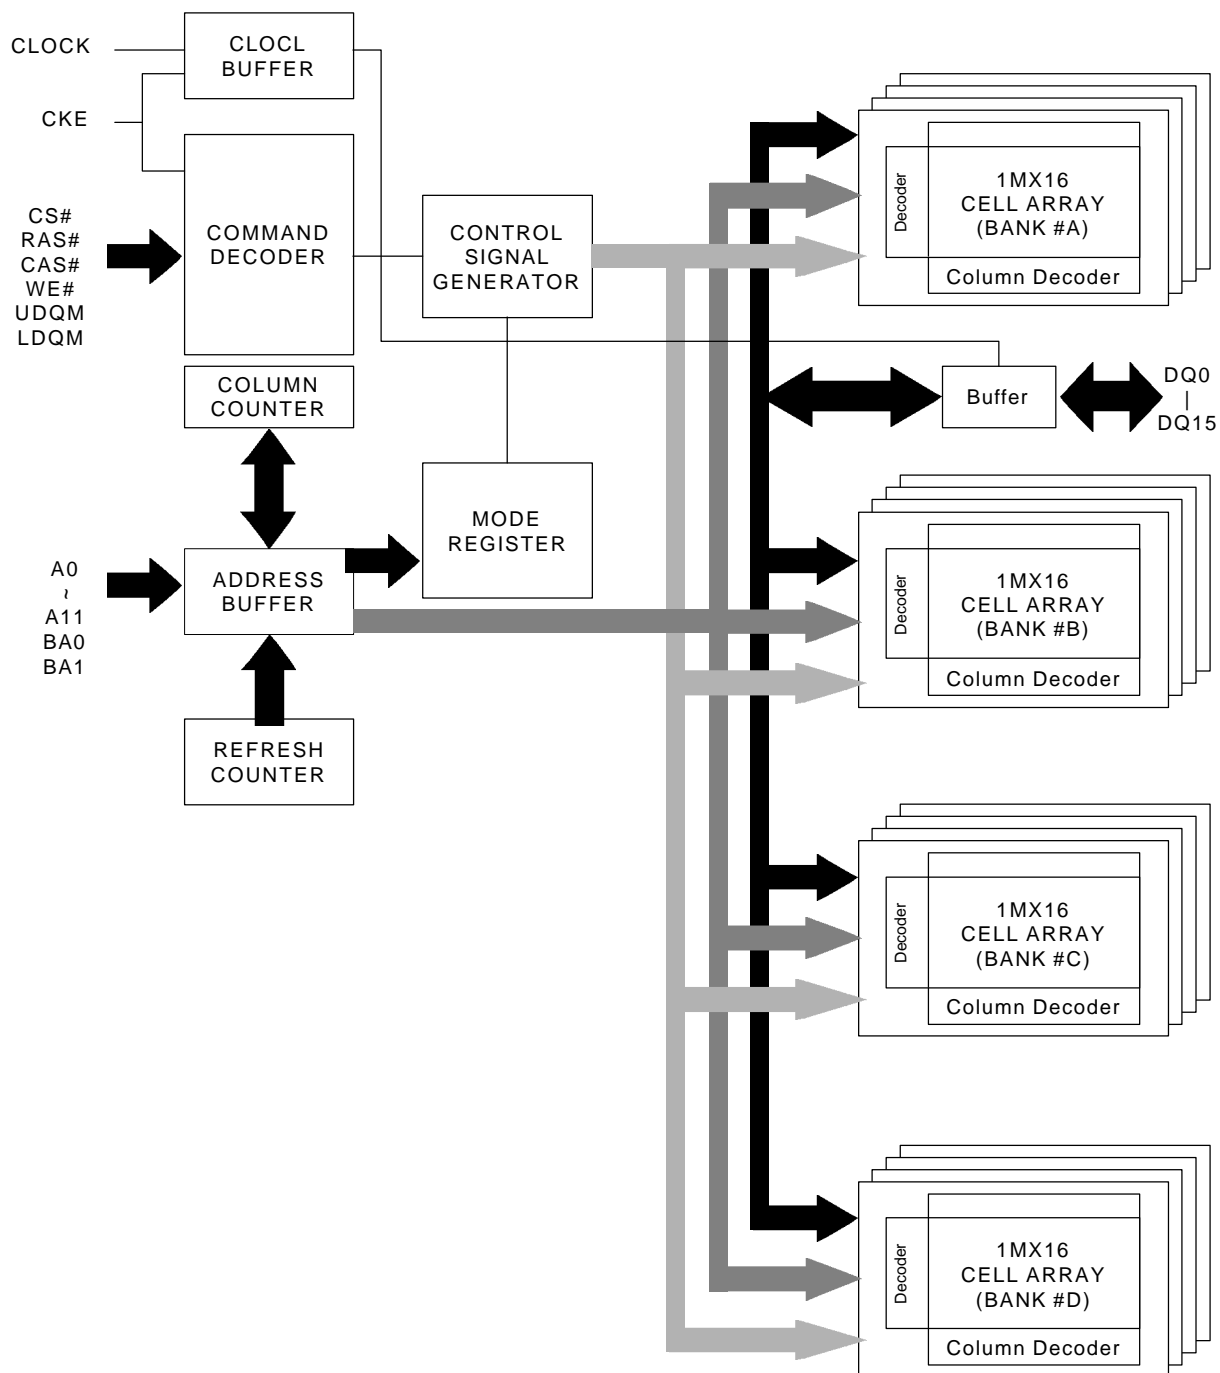 CLOCK
CLOCL
BUFFER
CKE
CS#
RAS#
CAS#
WE#
UDQM
LDQM
COMMAND
DECODER
CONTROL
SIGNAL
GENERATOR
COLUMN
COUNTER
MODE
REGISTER
A0
~
A11
BA0
BA1
ADDRESS
BUFFER
REFRESH
COUNTER
Decoder
1MX16
CELL ARRAY
(BANK #A)
Column Decoder
Buffer
DQ0
|
DQ15
Decoder
1MX16
CELL ARRAY
(BANK #B)
Column Decoder
Decoder
1MX16
CELL ARRAY
(BANK #C)
Column Decoder
Decoder
1MX16
CELL ARRAY
(BANK #D)
Column Decoder